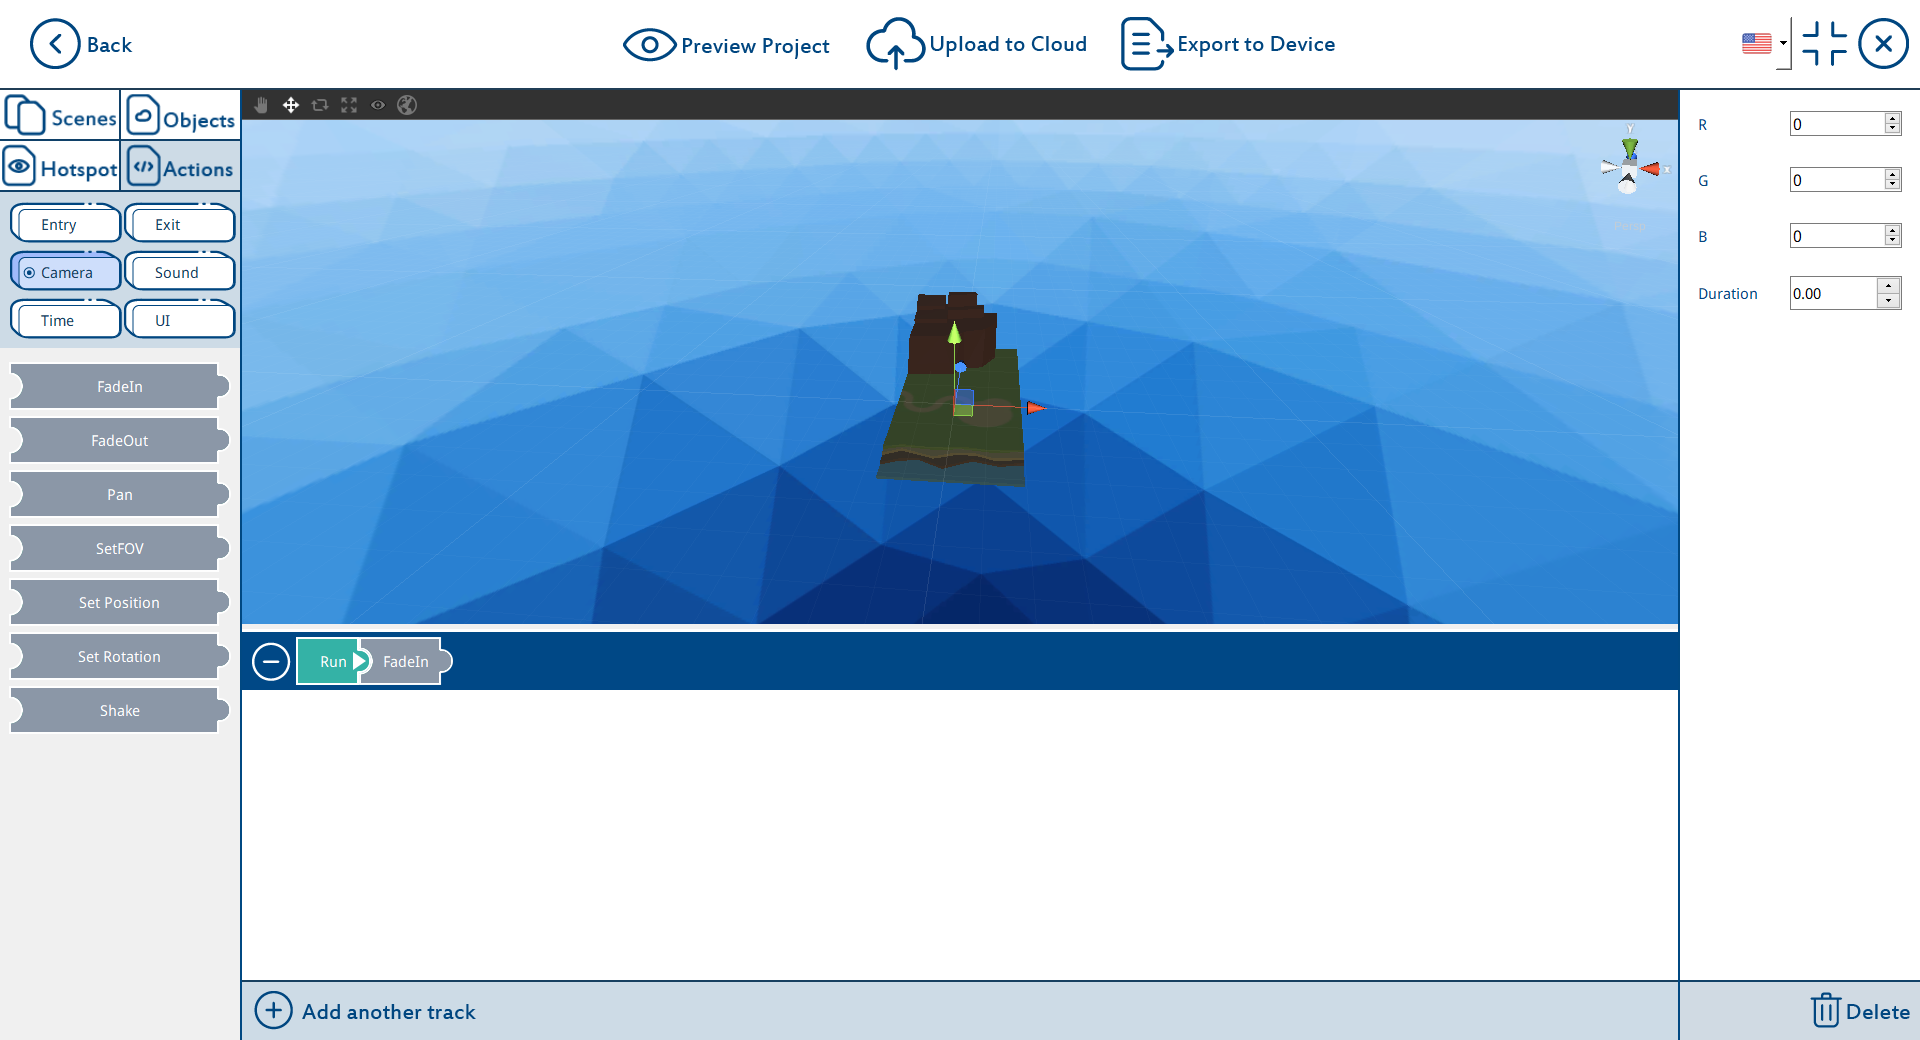 Back
Preview Project
Upload to Cloud
Export to Device
Scenes
Objects
Hotspot
Actions
Entry
Exit
Camera
Sound
Time
UI
FadeIn
FadeOut
Pan
SetFOV
Set Position
Set Rotation
Shake
Y
x
Persp
Run
FadeIn
R
0
G
0
B
0
Duration
0.00
Add another track
Delete